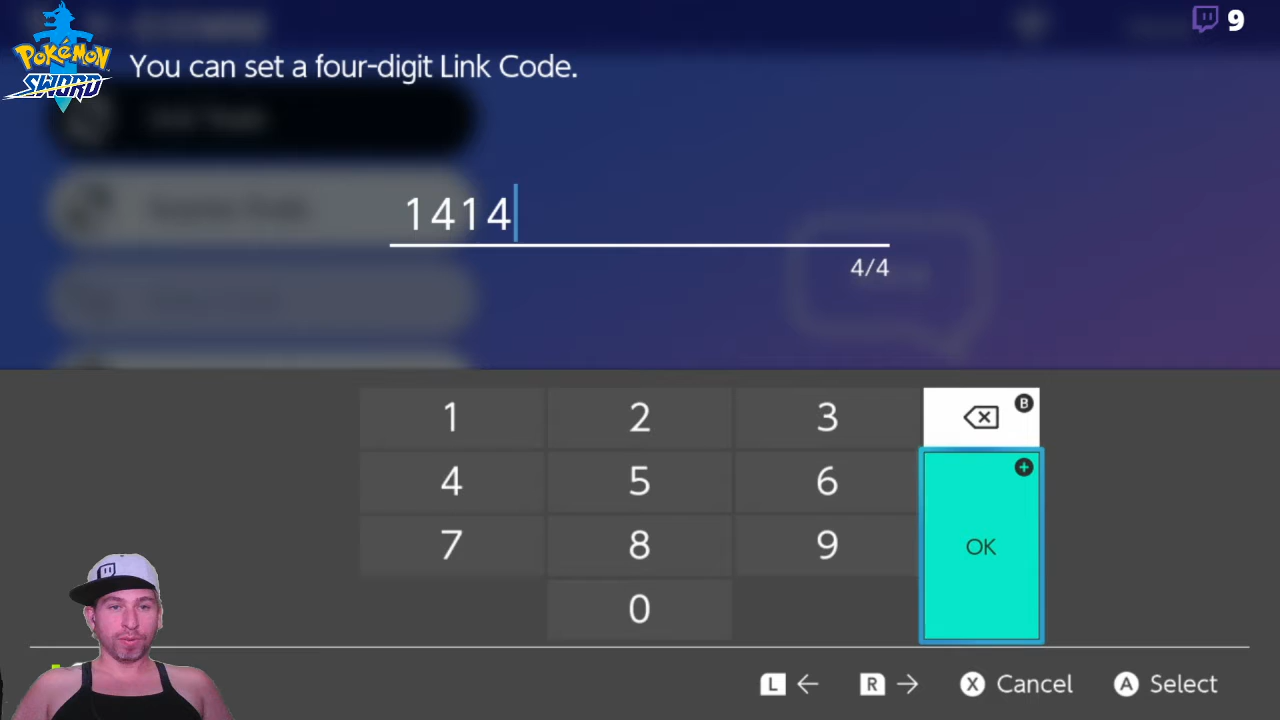 POKéMON
SWORD
9
You can set a four-digit Link Code.
1414
4/4
1 2 3 B
4 5 6 +
7 8 9 OK
0
L ← R → X Cancel A Select